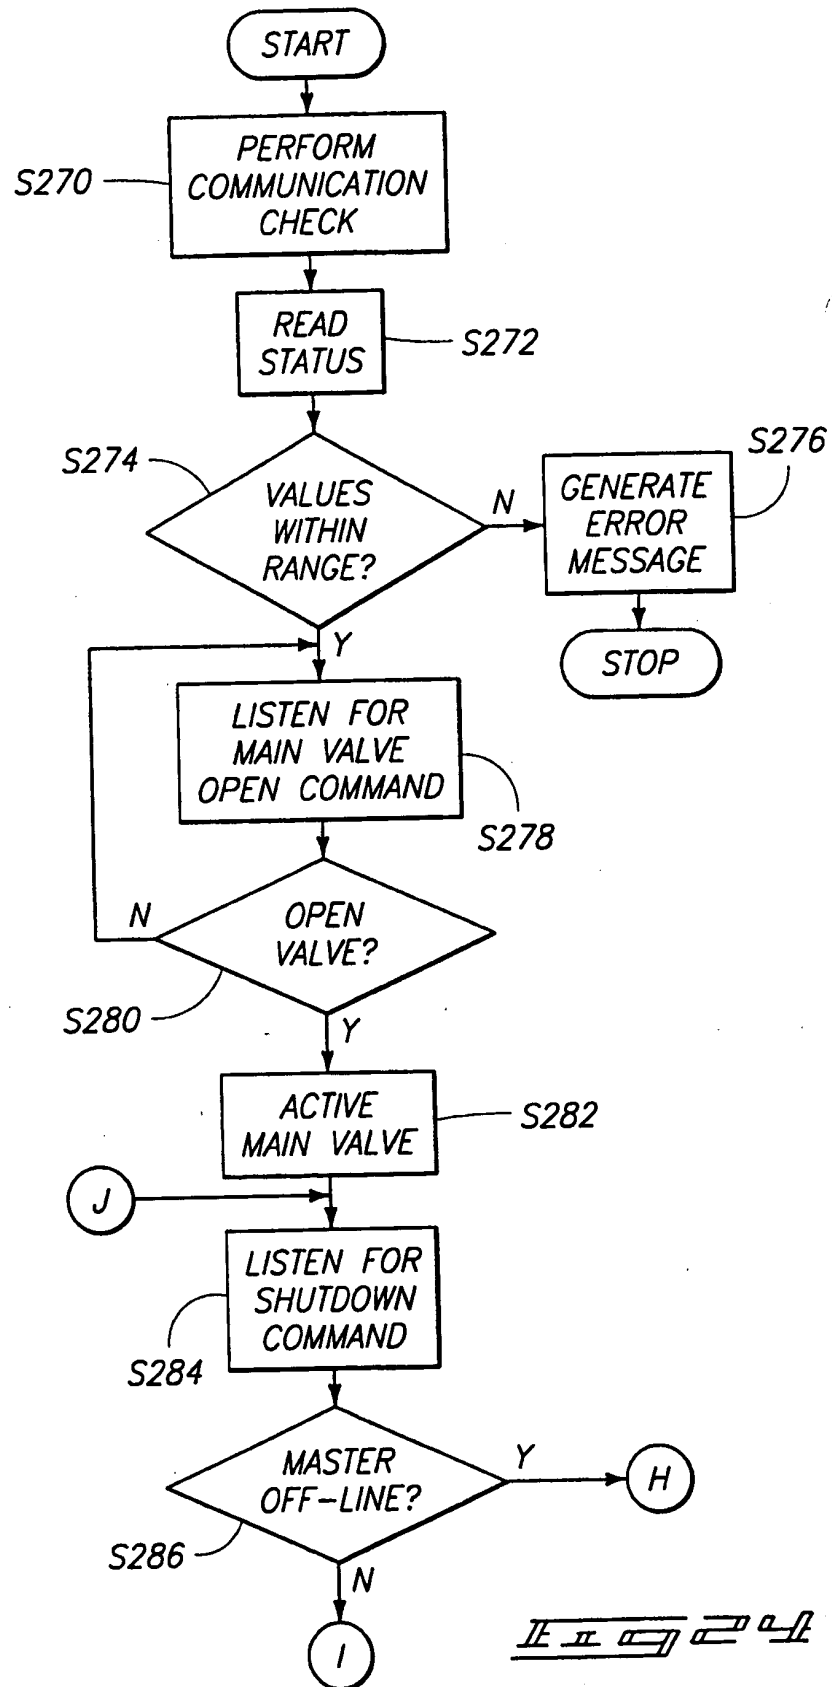 START
PERFORM
COMMUNICATION
CHECK
S270
READ
STATUS
S272
S274
VALUES
WITHIN
RANGE?
N
GENERATE
ERROR
MESSAGE
S276
STOP
Y
LISTEN FOR
MAIN VALVE
OPEN COMMAND
S278
OPEN
VALVE?
N
S280
Y
ACTIVE
MAIN VALVE
S282
J
LISTEN FOR
SHUTDOWN
COMMAND
S284
MASTER
OFF-LINE?
Y
H
S286
N
I
Fig 24